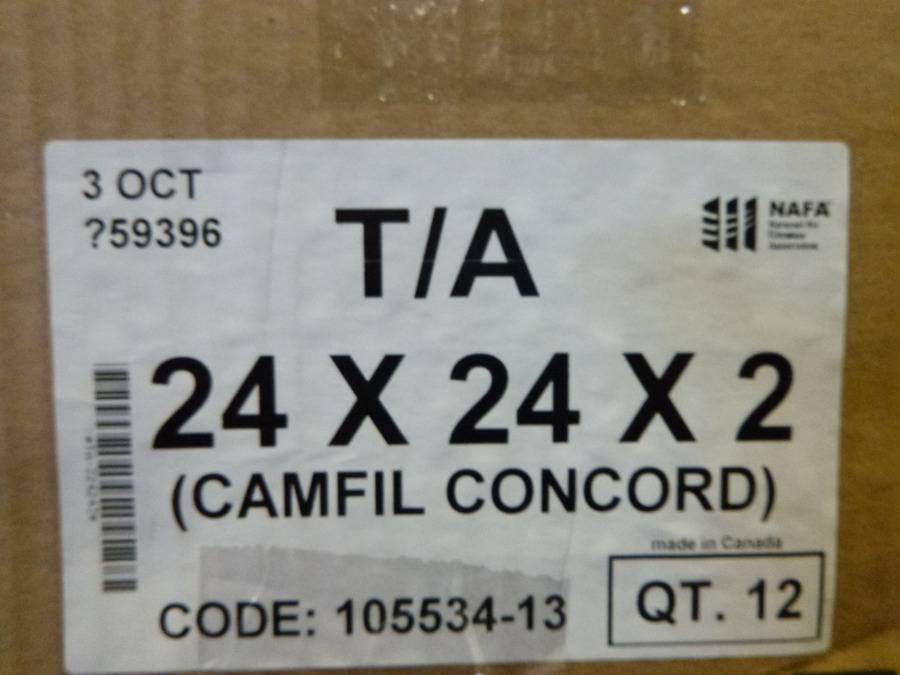 3 OCT
?59396
T/A
NAFA
24 X 24 X 2
(CAMFIL CONCORD)
made in Canada
CODE: 105534-13
QT. 12